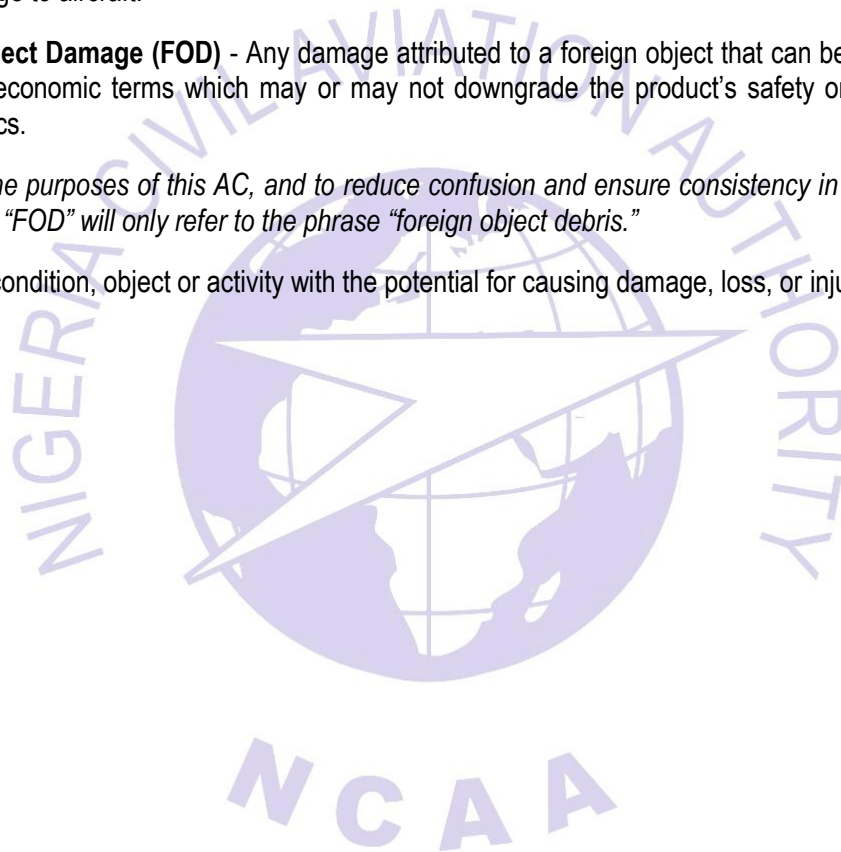 ge to aircraft.
ect Damage (FOD) - Any damage attributed to a foreign object that can be
economic terms which may or may not downgrade the product’s safety or
cs.
he purposes of this AC, and to reduce confusion and ensure consistency in
“FOD” will only refer to the phrase “foreign object debris.”
condition, object or activity with the potential for causing damage, loss, or inju
NIGERIA CIVIL AVIATION AUTHORITY
NCAA